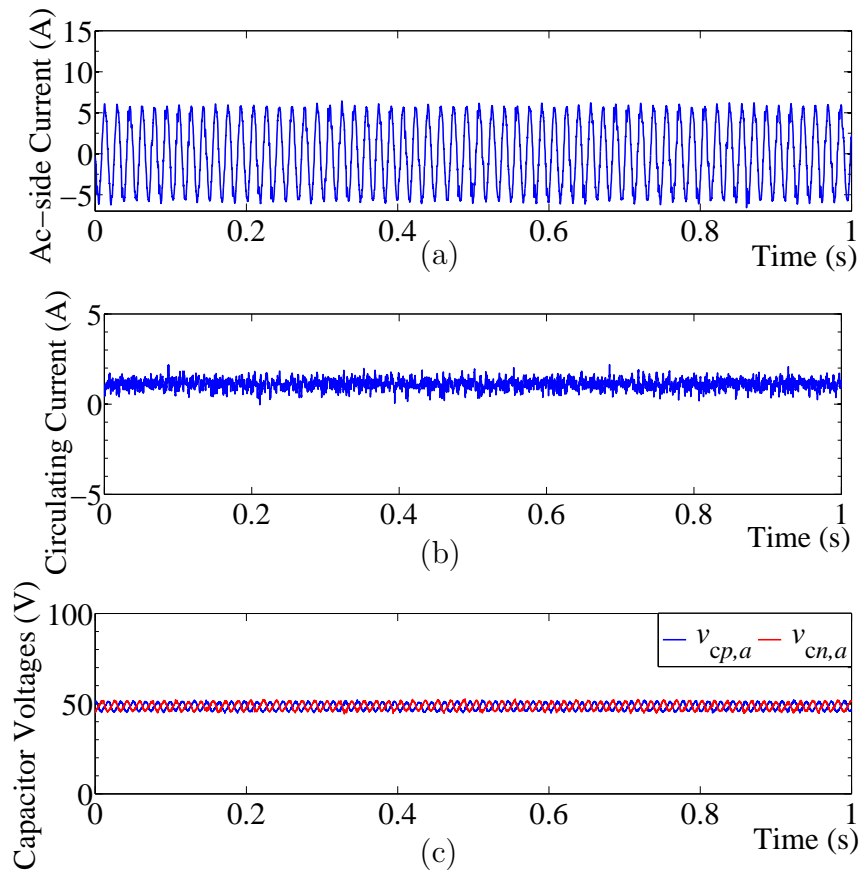 Ac−side Current (A)
15
10
5
0
−5
0 0.2 0.4 0.6 0.8 1
Time (s)
(a)
Circulating Current (A)
5
0
−5
0 0.2 0.4 0.6 0.8 1
Time (s)
(b)
Capacitor Voltages (V)
100
50
0
v cp,a v cn,a
0 0.2 0.4 0.6 0.8 1
Time (s)
(c)